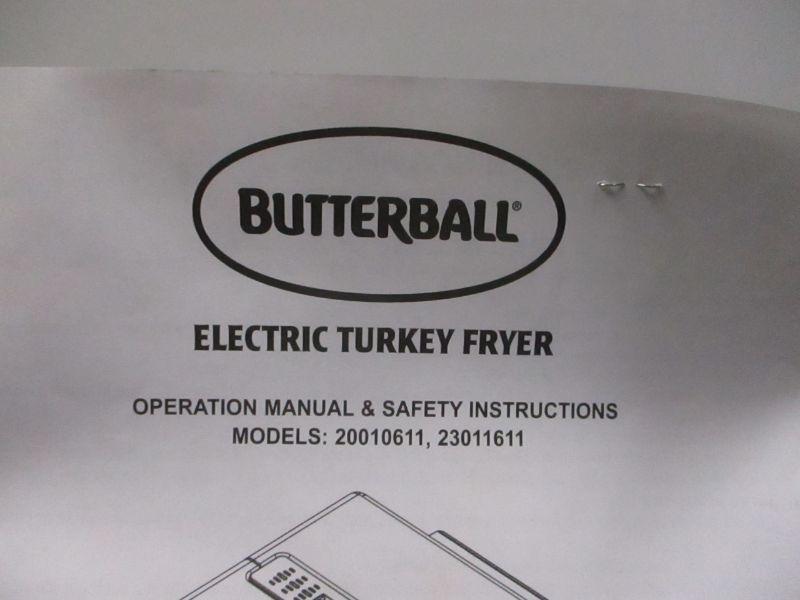 BUTTERBALL®
ELECTRIC TURKEY FRYER
OPERATION MANUAL & SAFETY INSTRUCTIONS
MODELS: 20010611, 23011611